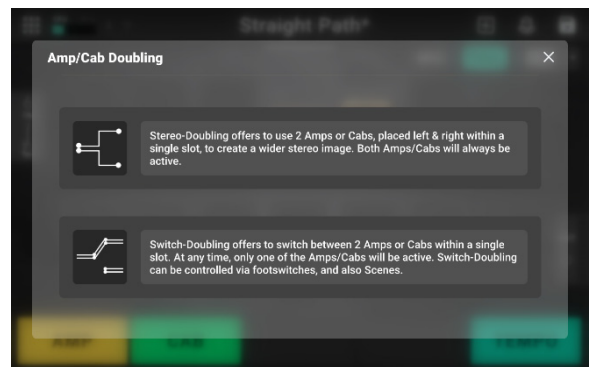 Straight Path*
Amp/Cab Doubling
Stereo-Doubling offers to use 2 Amps or Cabs, placed left & right within a
single slot, to create a wider stereo image. Both Amps/Cabs will always be
active.
Switch-Doubling offers to switch between 2 Amps or Cabs within a single
slot. At any time, only one of the Amps/Cabs will be active. Switch-Doubling
can be controlled via footswitches, and also Scenes.
AMP
CAB
TEMPO